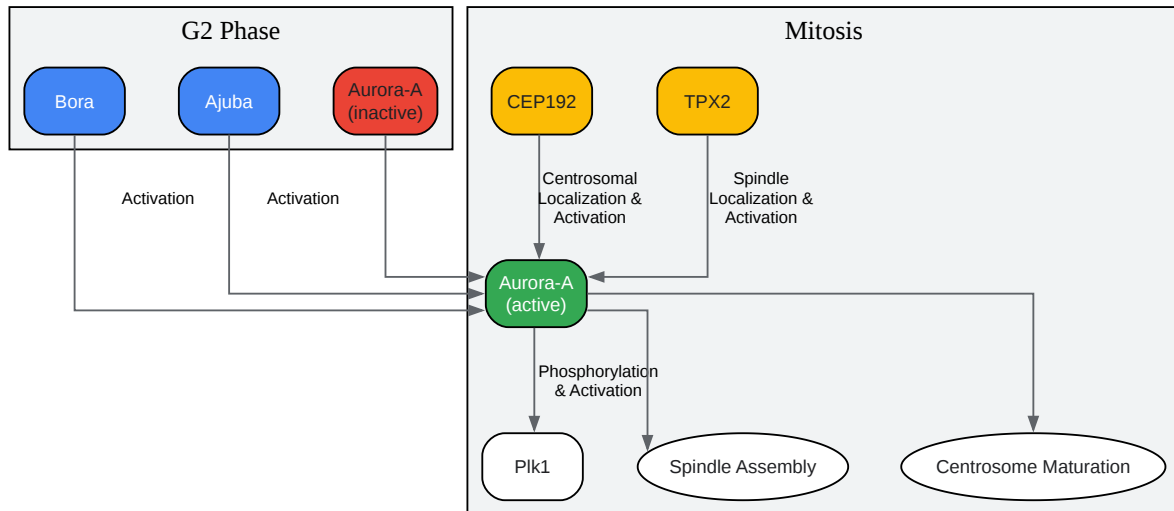 G2 Phase
Mitosis
Bora
Ajuba
Aurora-A
(inactive)
CEP192
TPX2
Activation
Activation
Centrosomal
Localization &
Activation
Spindle
Localization &
Activation
Aurora-A
(active)
Phosphorylation
& Activation
Plk1
Spindle Assembly
Centrosome Maturation